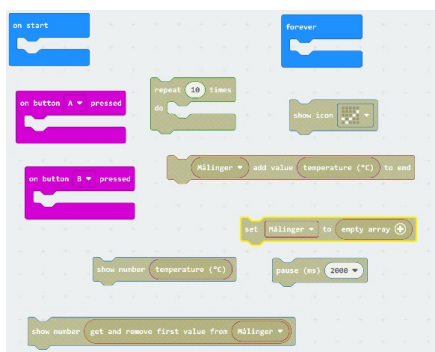 on start
forever
repeat 10 times
do
on button A pressed
show icon
Målinger add value temperature (°C) to end
on button B pressed
set Målinger to empty array
show number temperature (°C)
pause (ms) 2000
show number get and remove first value from Målinger